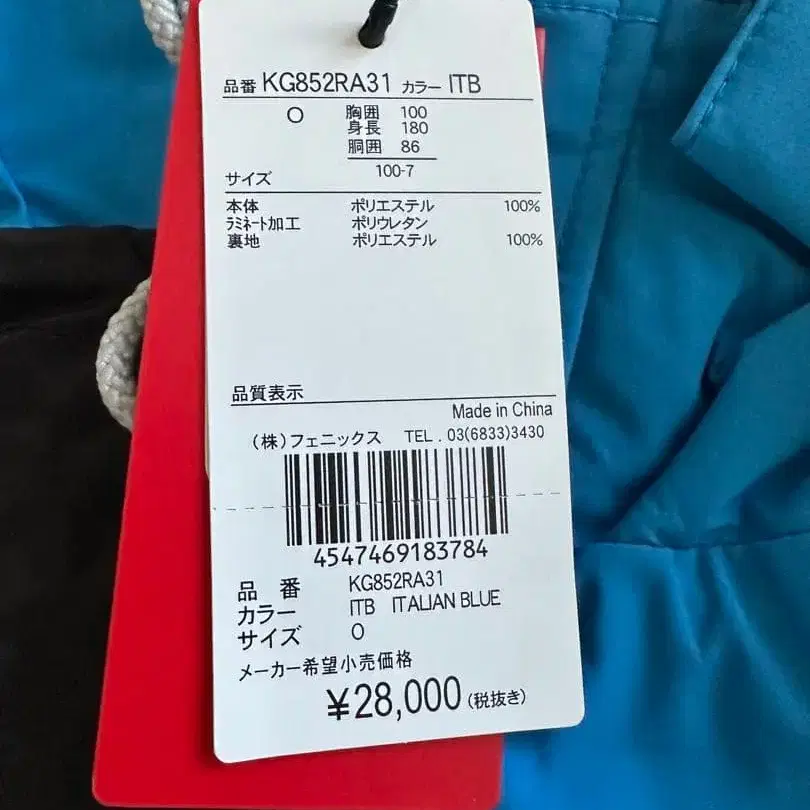 品番 KG852RA31 カラー ITB
O 胸囲 100
身長 180
胴囲 86
100-7
サイズ
本体 ポリエステル 100%
ラミネート加工 ポリウレタン
裏地 ポリエステル 100%
品質表示
Made in China
(株)フェニックス TEL . 03(6833)3430
4547469183784
品 番 KG852RA31
カラー ITB ITALIAN BLUE
サイズ O
メーカー希望小売価格
¥28,000(税抜き)